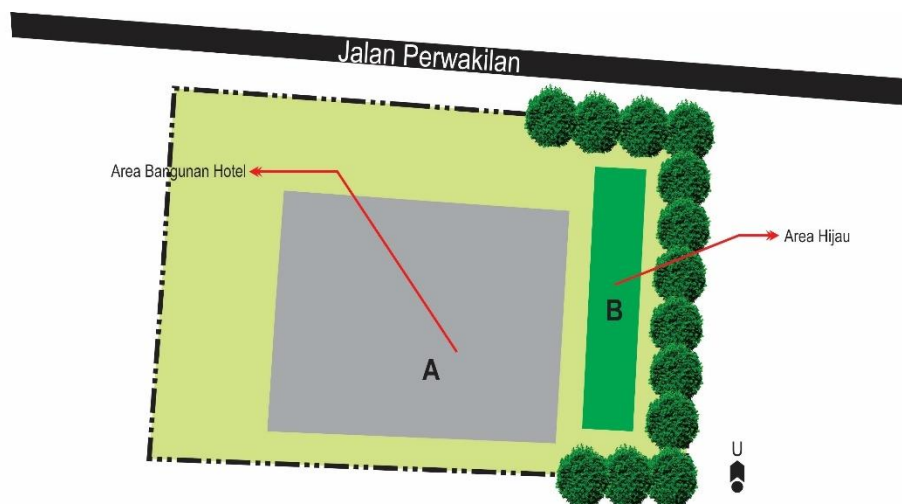 Jalan Perwakilan
Area Bangunan Hotel
Area Hijau
B
A
U